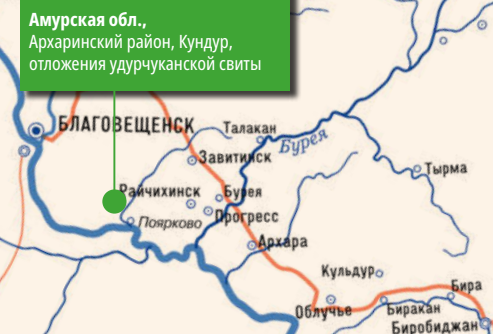 Амурская обл.,
Архаринский район, Кундур,
отложения удурчуканской свиты
БЛАГОВЕЩЕНСК
Талакан
Бурея
Завитинск
Тырма
Райчихинск
Бурея
Прогресс
Поярково
Архара
Кульдур
Бира
Облучье
Биракан
Биробиджан